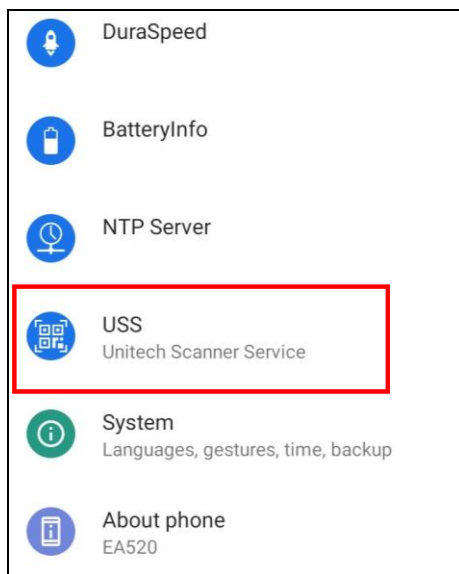 DuraSpeed
BatteryInfo
NTP Server
USS
Unitech Scanner Service
System
Languages, gestures, time, backup
About phone
EA520